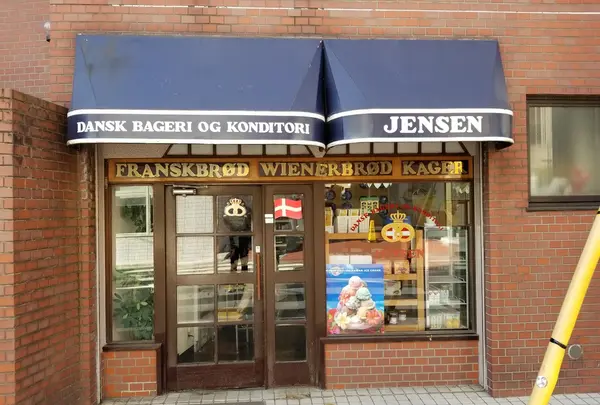 DANSK BAGERI OG KONDITORI
JENSEN
FRANSKBRØD WIENERBRØD KAGER